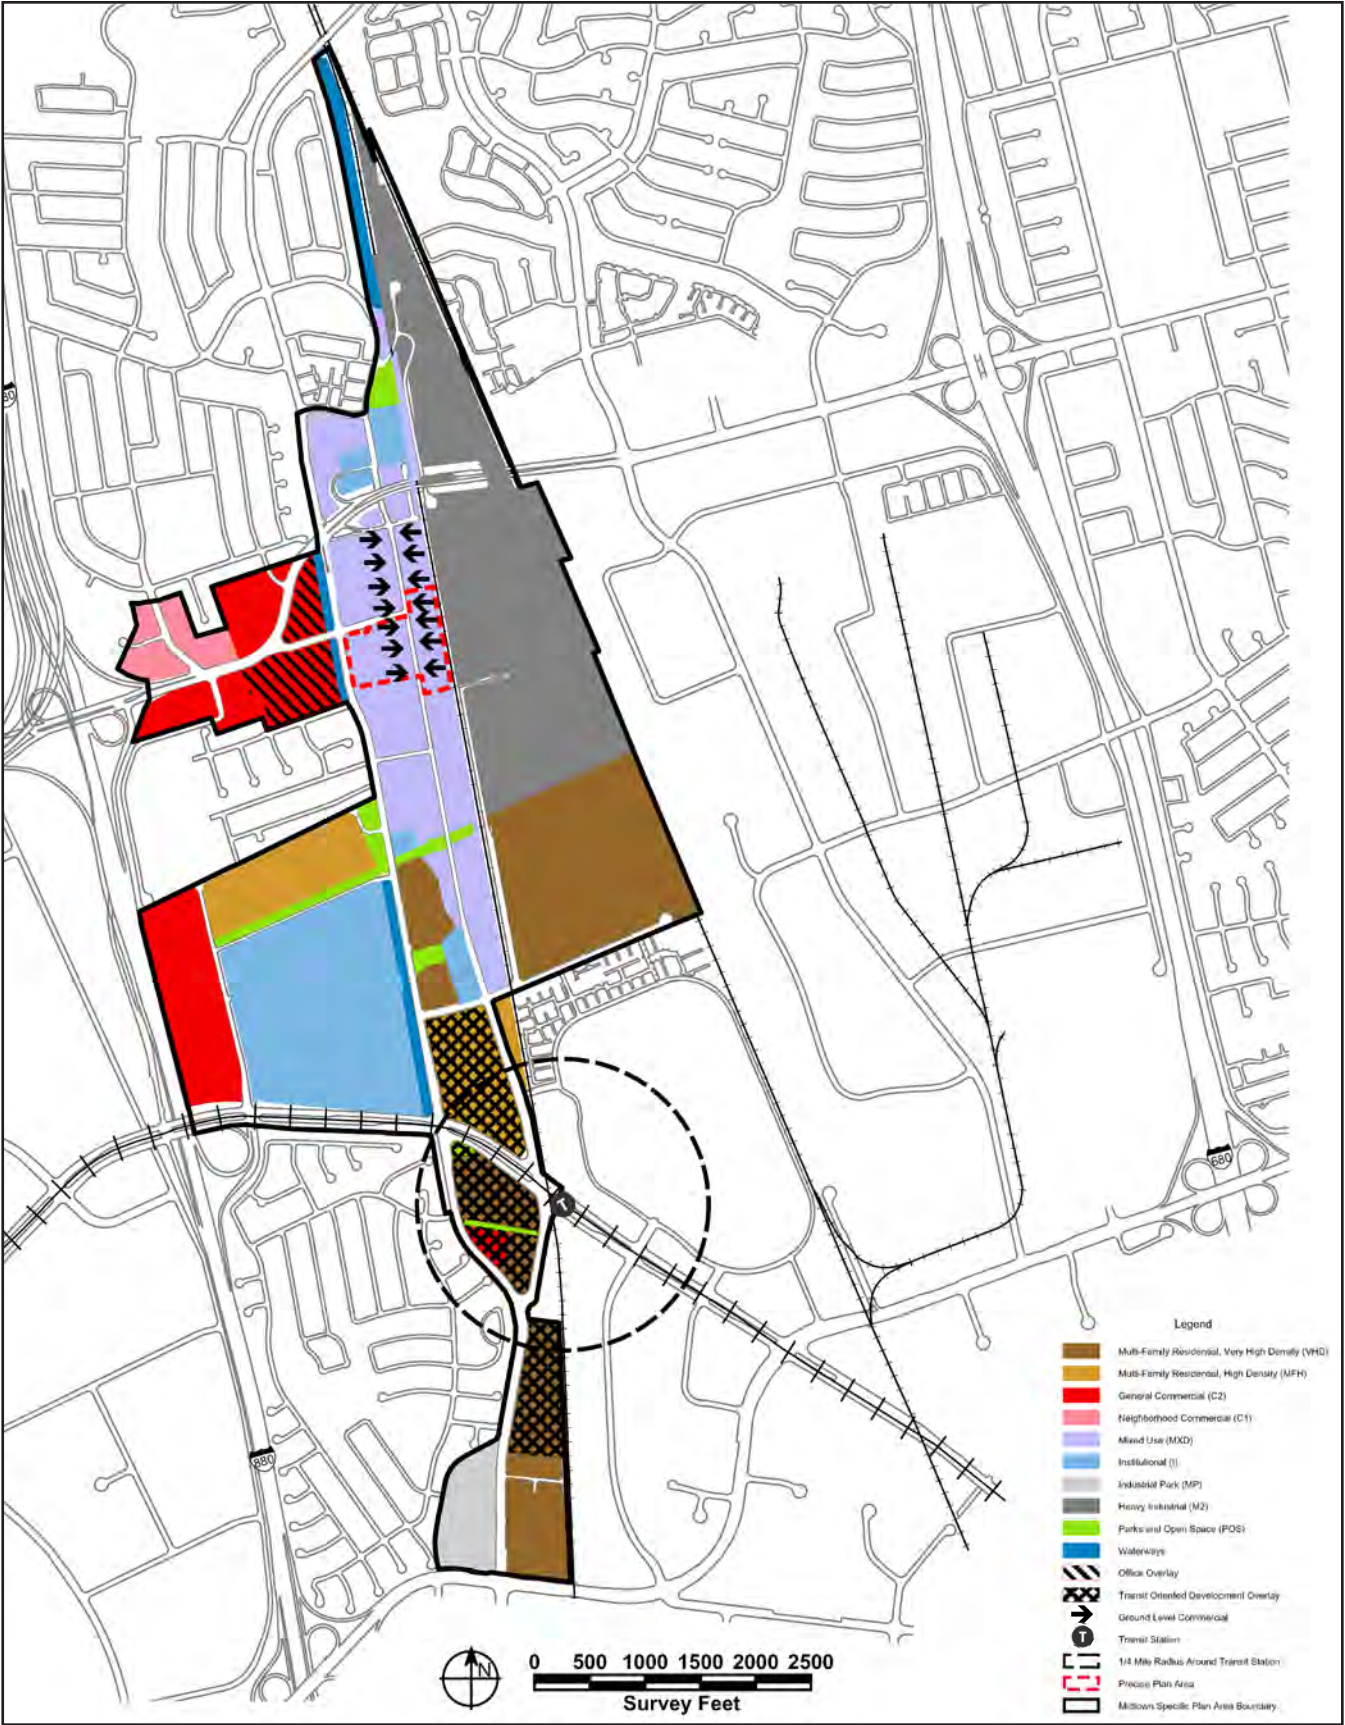 680
880
T
Legend
Multi-Family Residential, Very High Density (VHD)
Multi-Family Residential, High Density (MFH)
General Commercial (C2)
Neighborhood Commercial (C1)
Mixed Use (MXD)
Institutional (I)
Industrial Park (MP)
Heavy Industrial (M2)
Parks and Open Space (POS)
Waterways
Office Overlay
Transit Oriented Development Overlay
Ground Level Commercial
T
Transit Station
1/4 Mile Radius Around Transit Station
Precise Plan Area
Midtown Specific Plan Area Boundary
N
0 500 1000 1500 2000 2500
Survey Feet